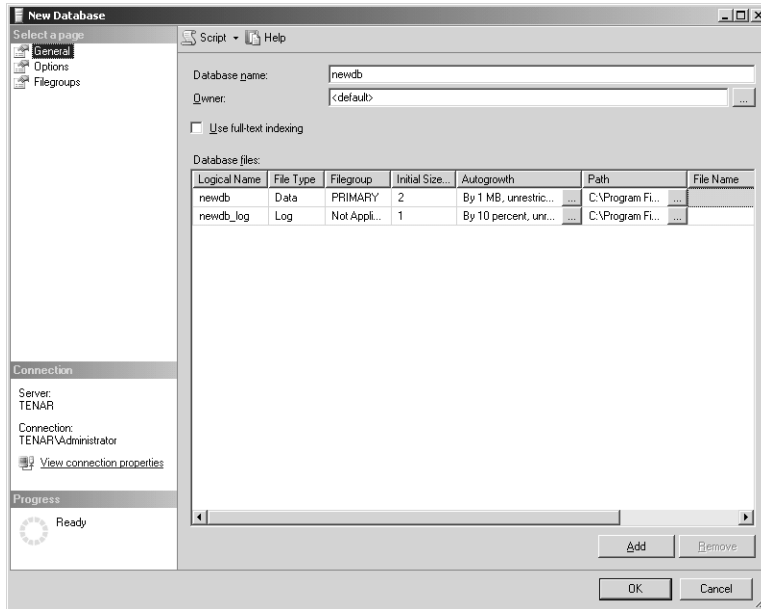 New Database
Select a page
General
Options
Filegroups
Script
Help
Database name:
newdb
Owner:
<default>
...
Use full-text indexing
Database files:
Logical Name File Type Filegroup Initial Size... Autogrowth Path File Name
newdb Data PRIMARY 2 By 1 MB, unrestric... ... C:\Program Fi... ...
newdb_log Log Not Appli... 1 By 10 percent, unr... ... C:\Program Fi... ...
Connection
Server:
TENAR
Connection:
TENAR\Administrator
View connection properties
Progress
Ready
Add
Remove
OK
Cancel